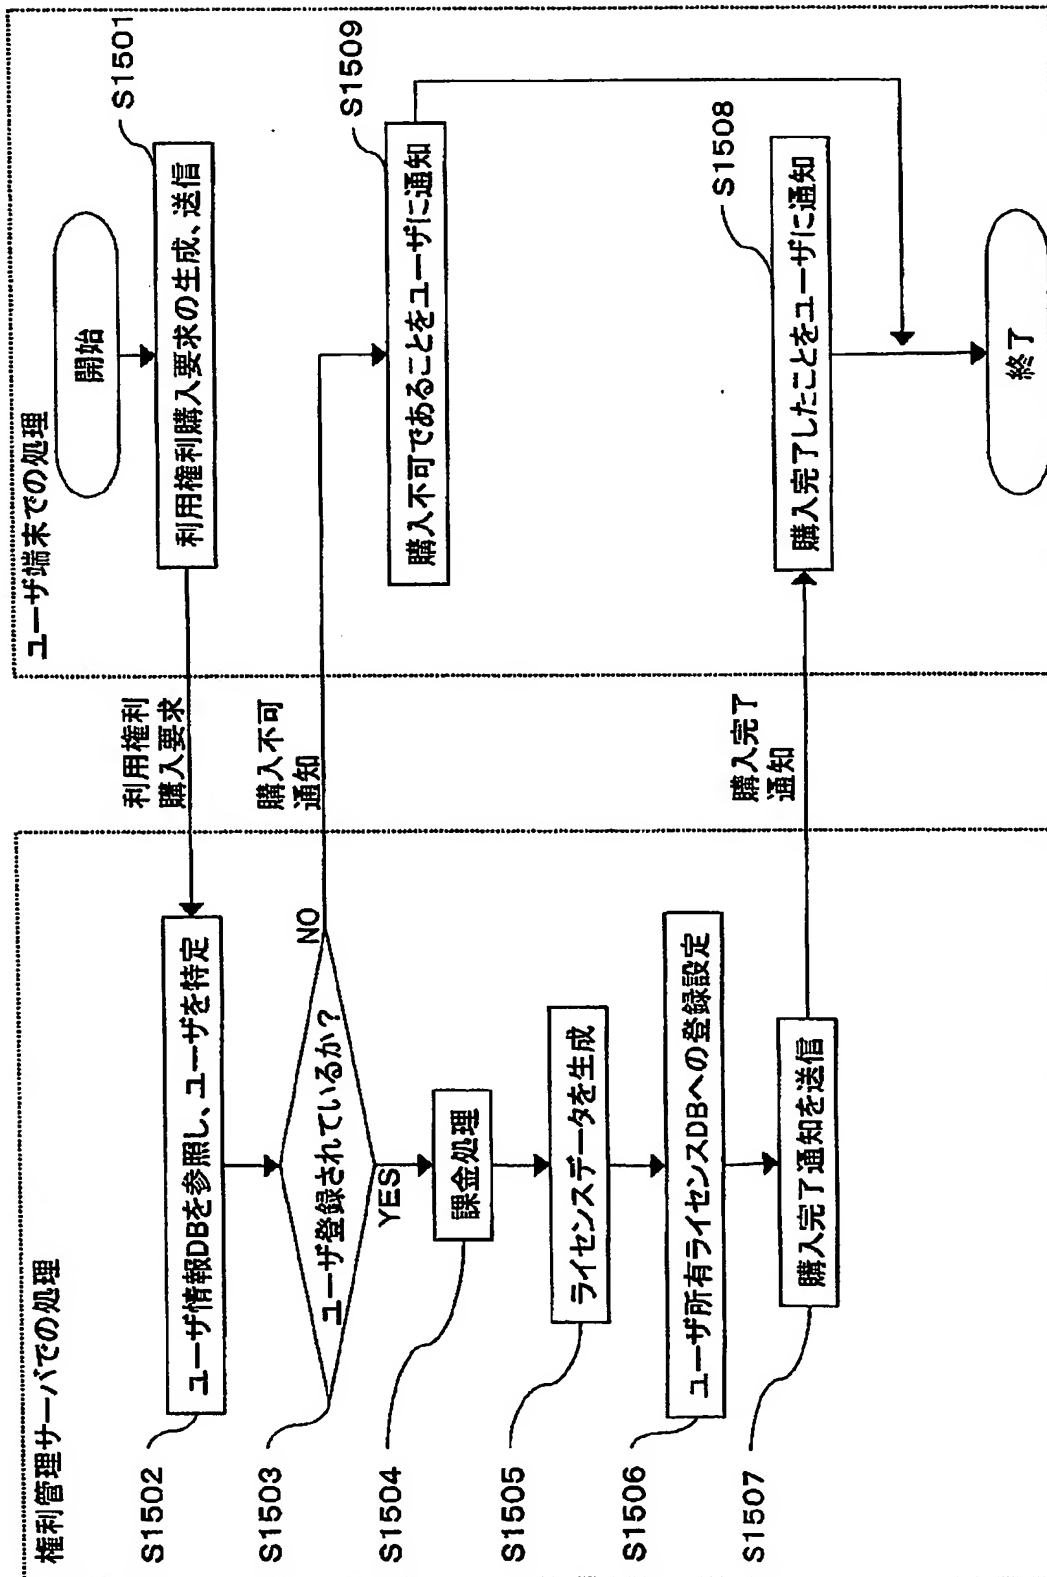 権利管理サーバでの処理
ユーザ端末での処理
開始
S1501
利用権利購入要求の生成、送信
利用権利
購入要求
S1502
ユーザ情報DBを参照し、ユーザを特定
S1503
ユーザ登録されているか?
NO
購入不可
通知
S1509
購入不可であることをユーザに通知
YES
S1504
課金処理
S1505
ライセンスデータを生成
S1506
ユーザ所有ライセンスDBへの登録設定
S1507
購入完了通知を送信
購入完了
通知
S1508
購入完了したことをユーザに通知
終了